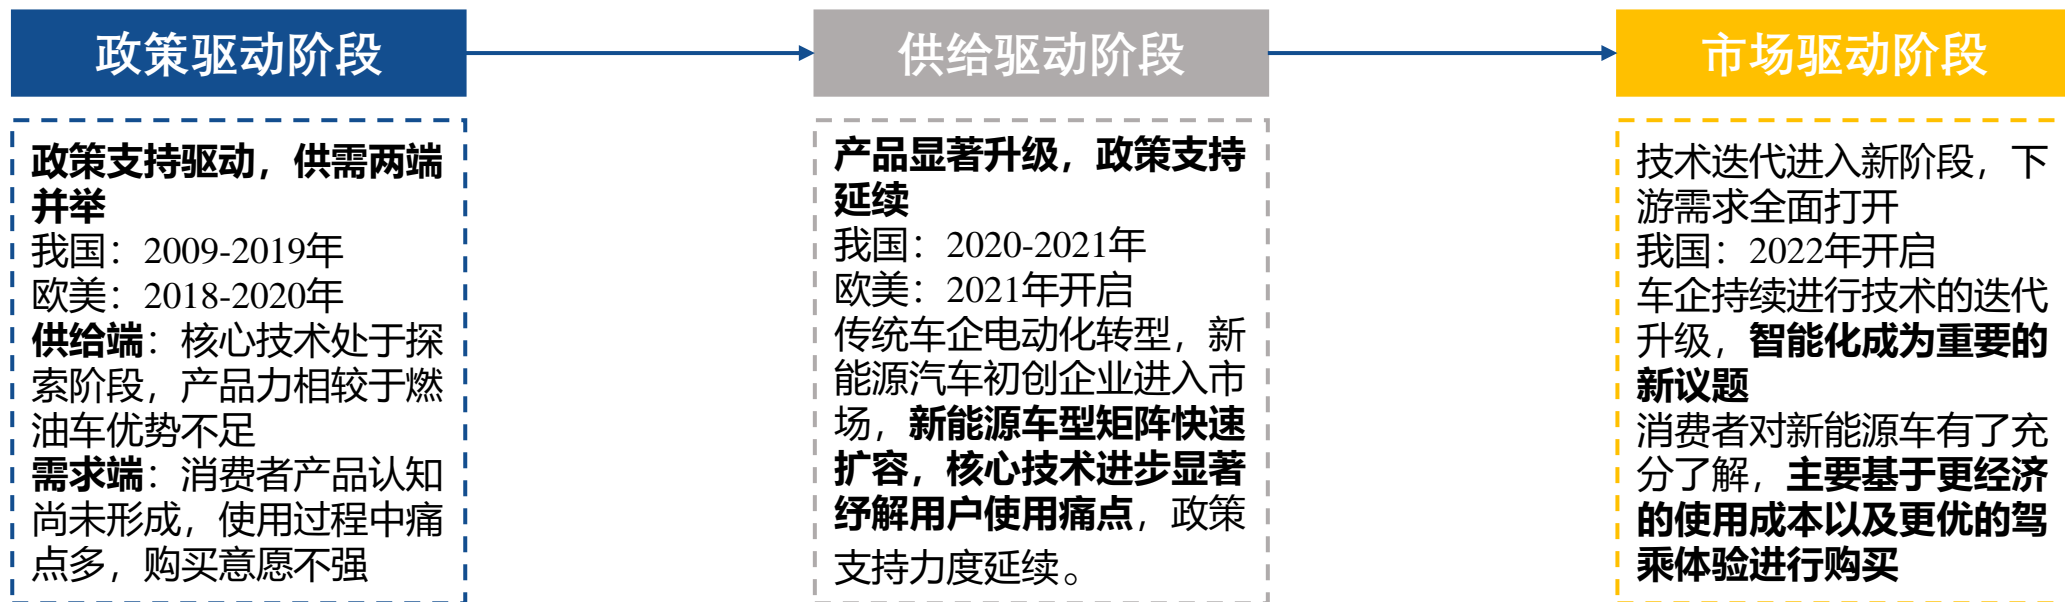 政策驱动阶段
供给驱动阶段
市场驱动阶段
政策支持驱动，供需两端
并举
我国：2009-2019年
欧美：2018-2020年
供给端：核心技术处于探
索阶段，产品力相较于燃
油车优势不足
需求端：消费者产品认知
尚未形成，使用过程中痛
点多，购买意愿不强
产品显著升级，政策支持
延续
我国：2020-2021年
欧美：2021年开启
传统车企电动化转型，新
能源汽车初创企业进入市
场，新能源车型矩阵快速
扩容，核心技术进步显著
纾解用户使用痛点，政策
支持力度延续。
技术迭代进入新阶段，下
游需求全面打开
我国：2022年开启
车企持续进行技术的迭代
升级，智能化成为重要的
新议题
消费者对新能源车有了充
分了解，主要基于更经济
的使用成本以及更优的驾
乘体验进行购买